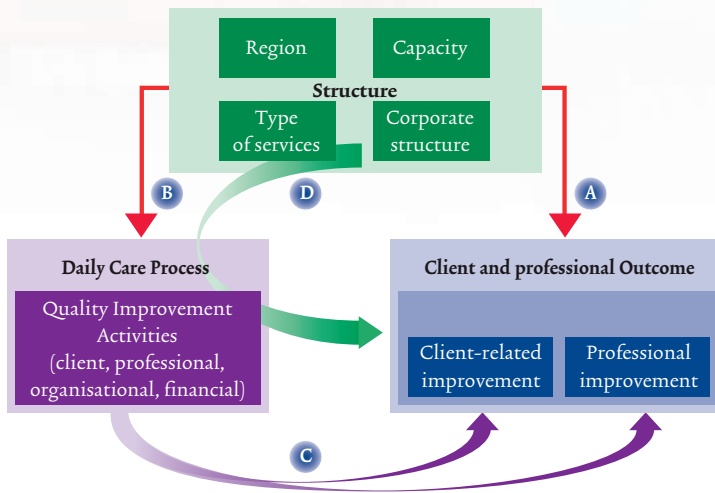 Region
Capacity
Structure
Type
of services
Corporate
structure
B
D
A
Daily Care Process
Quality Improvement
Activities
(client, professional,
organisational, financial)
Client and professional Outcome
Client-related
improvement
Professional
improvement
C